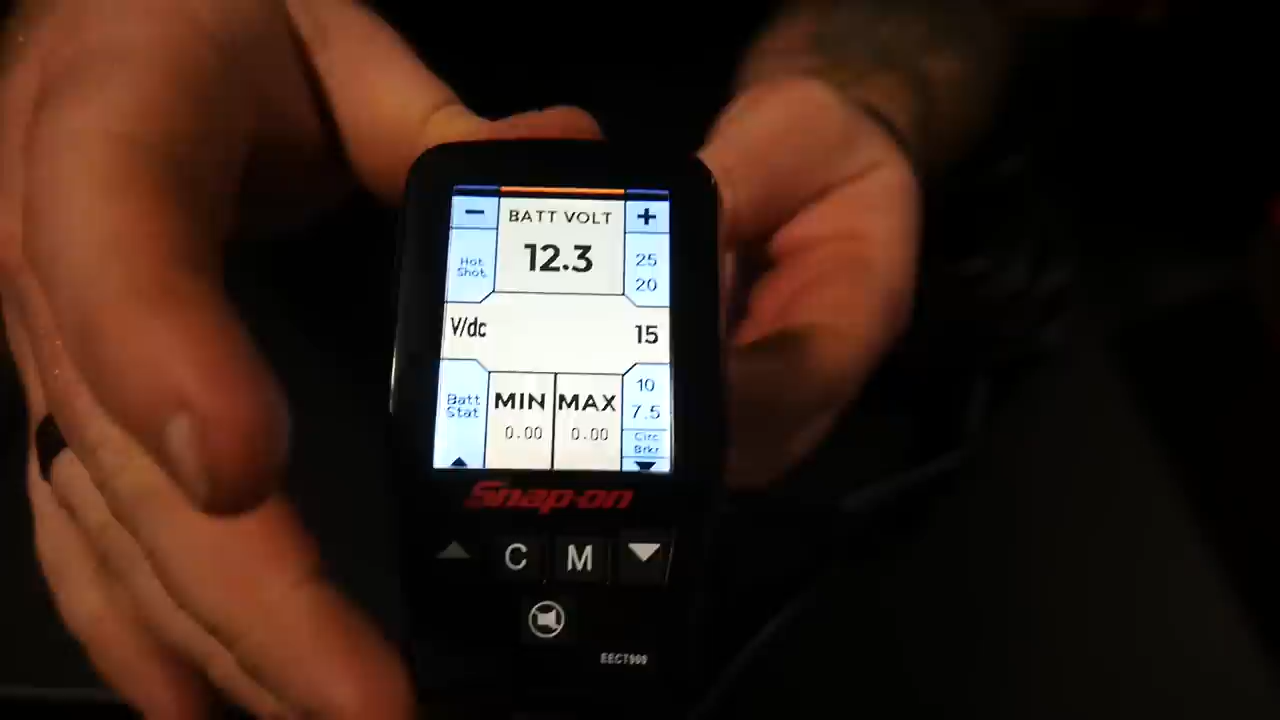 − BATT VOLT +
12.3
Hot
Shot
25
20
V/dc
15
Batt
Stat
MIN MAX
0.00 0.00
10
7.5
Circ
Brkr
Snap-on
C M
EECT900